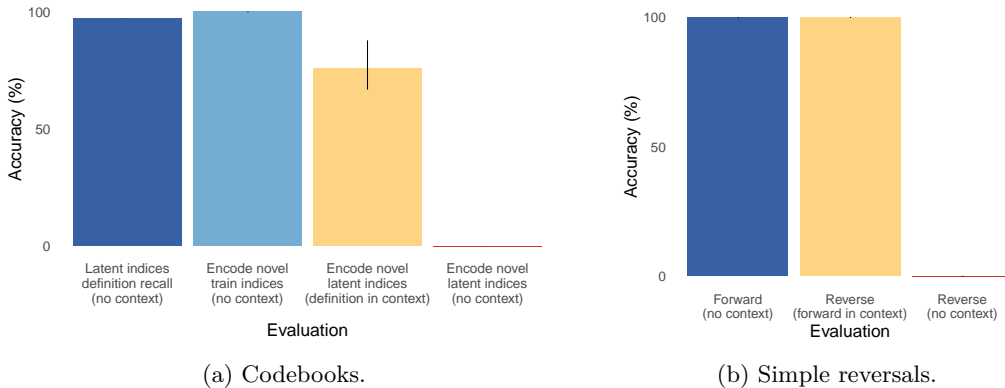 100
50
0
Accuracy (%)
Latent indices
definition recall
(no context)
Encode novel
train indices
(no context)
Encode novel
latent indices
(definition in context)
Encode novel
latent indices
(no context)
Evaluation
(a) Codebooks.
100
50
0
Accuracy (%)
Forward
(no context)
Reverse
(forward in context)
Reverse
(no context)
Evaluation
(b) Simple reversals.